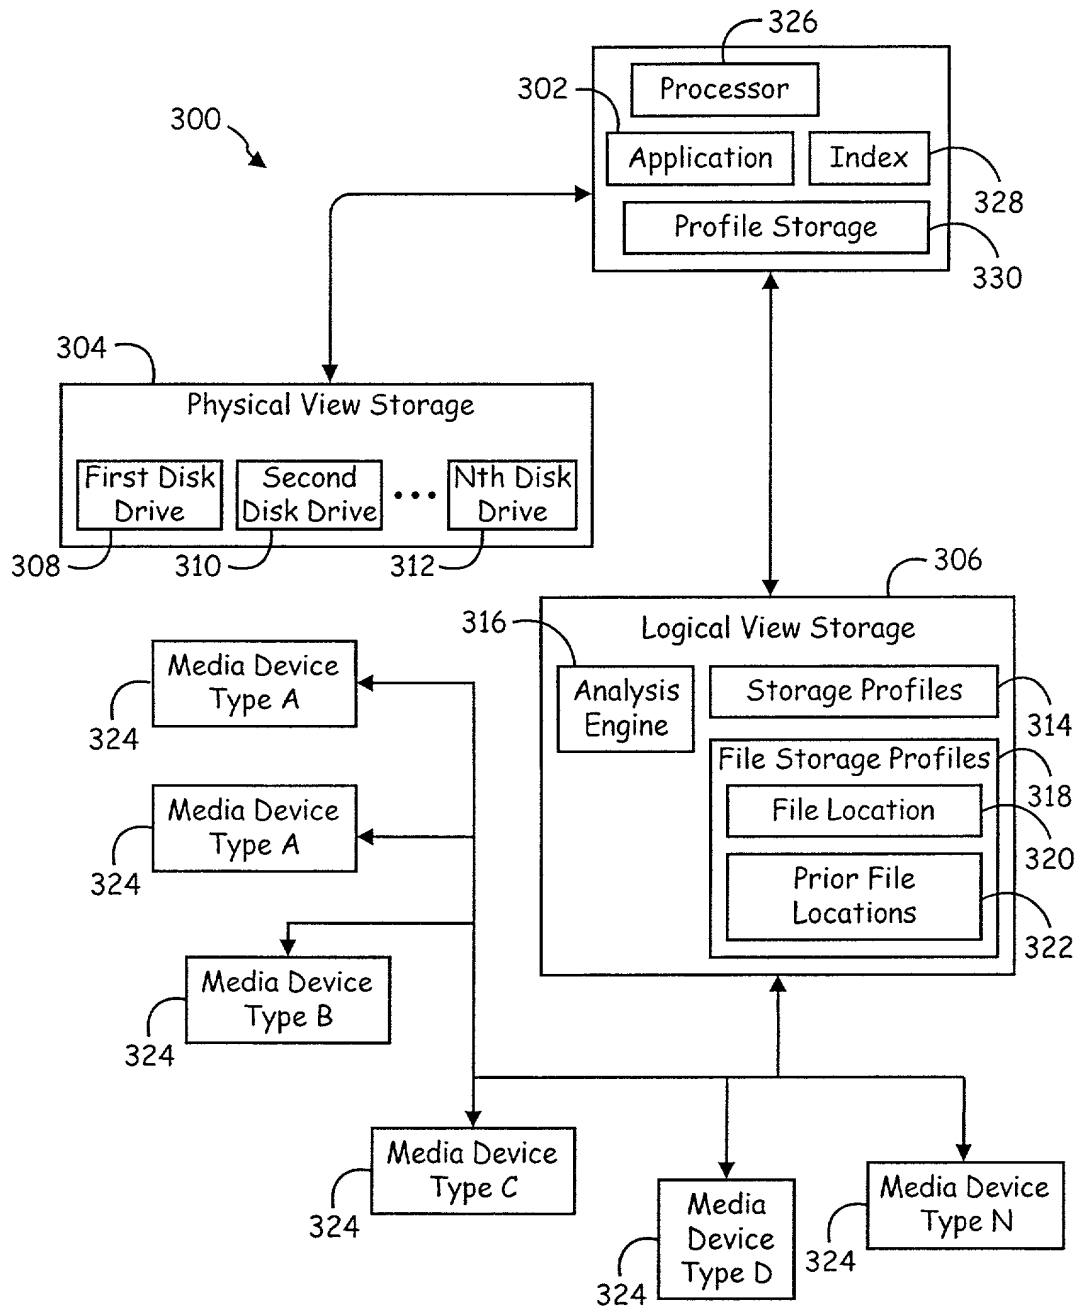 326
Processor
302
300
Application
Index
328
Profile Storage
330
304
Physical View Storage
First Disk
Drive
Second
Disk Drive
•••
Nth Disk
Drive
308
310
312
306
316
Logical View Storage
Analysis
Engine
Storage Profiles
314
File Storage Profiles
318
File Location
320
Prior File
Locations
322
Media Device
Type A
324
Media Device
Type A
324
Media Device
Type B
324
Media Device
Type C
324
Media
Device
Type D
324
Media Device
Type N
324